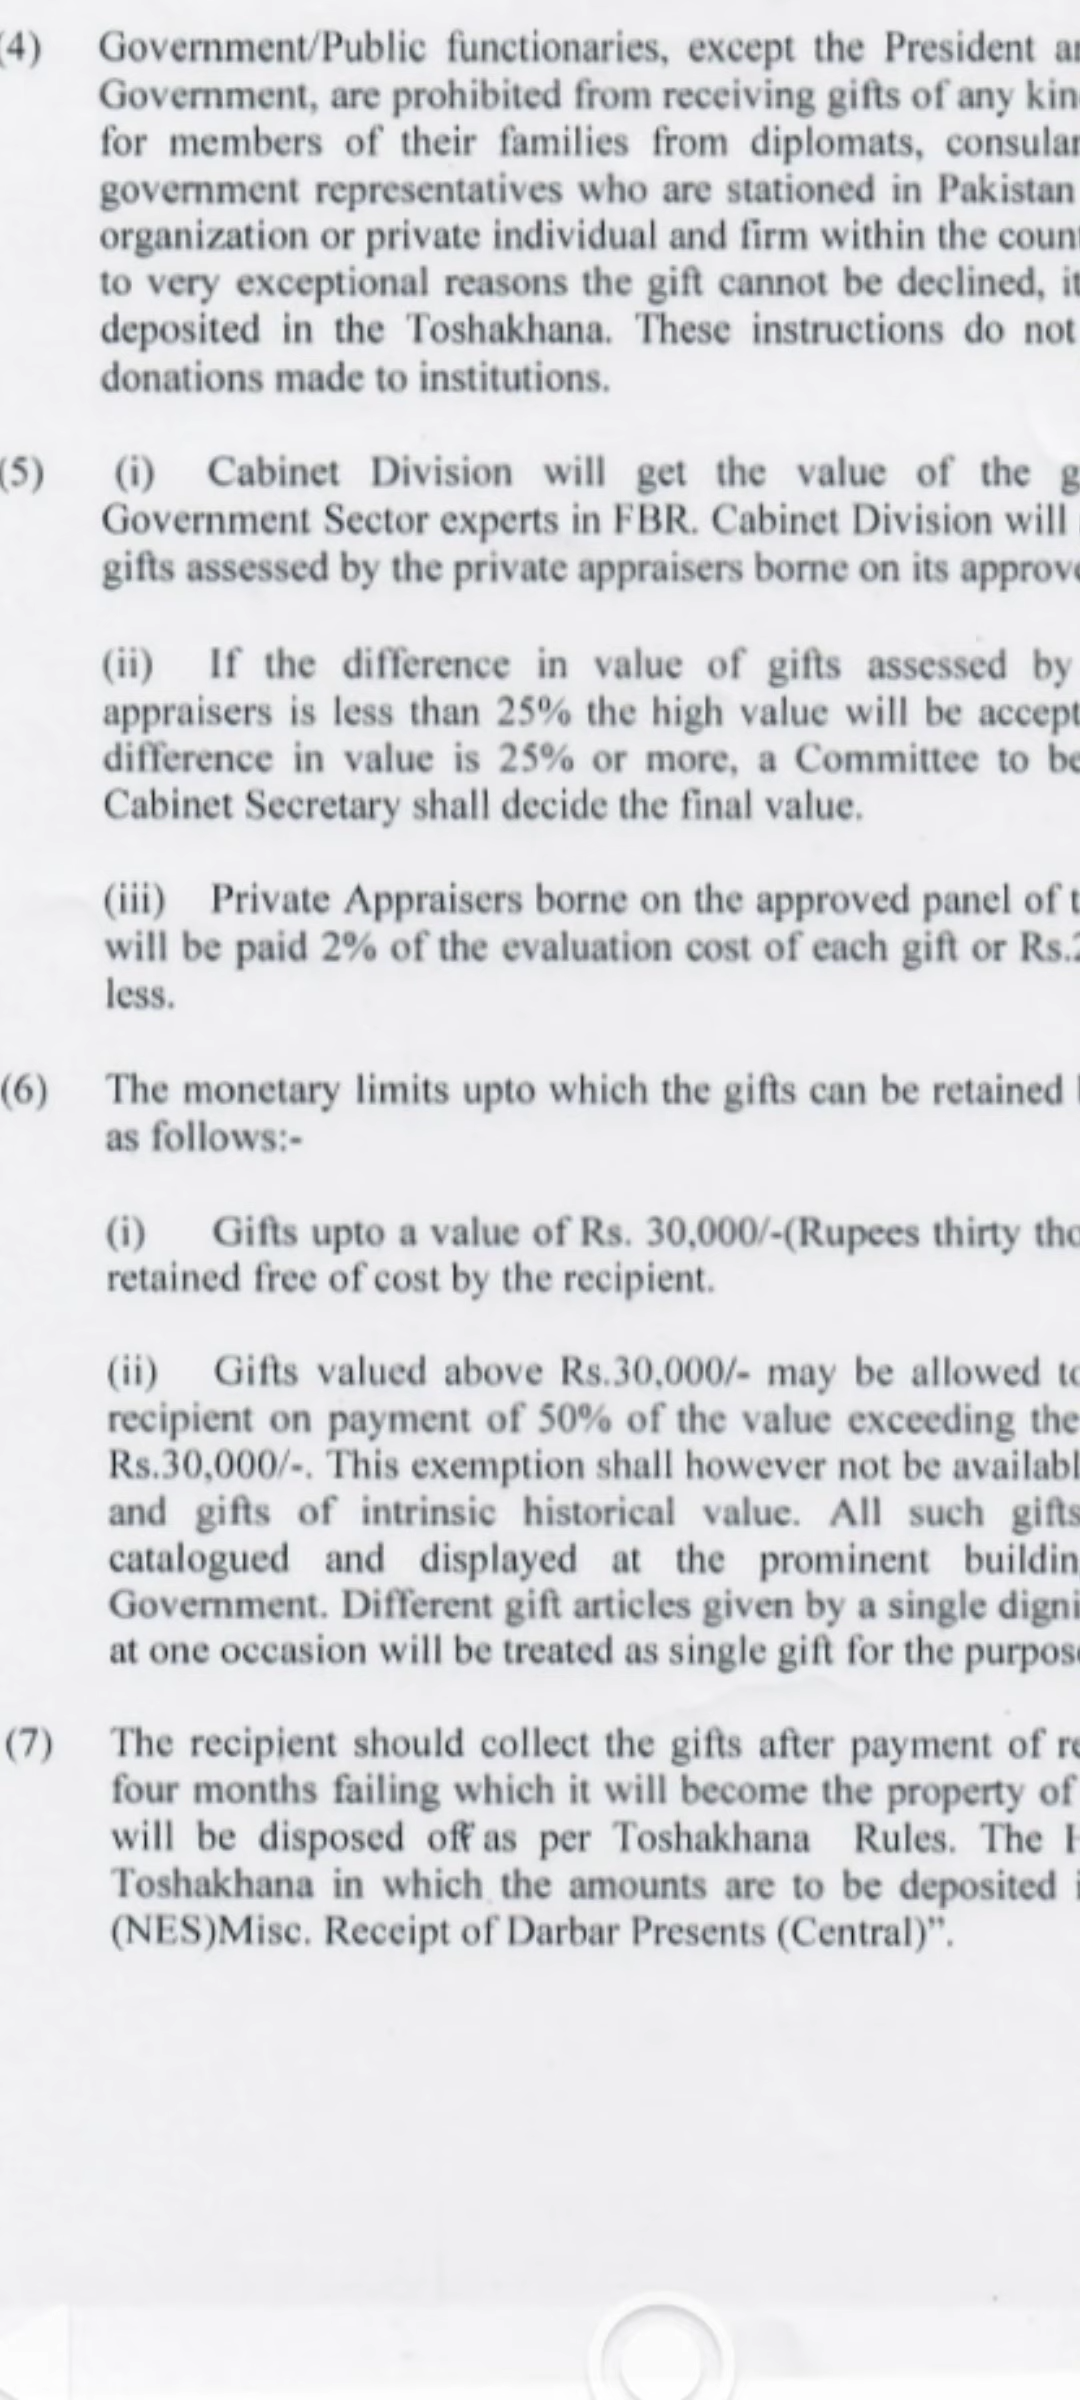 (4) Government/Public functionaries, except the President
Government, are prohibited from receiving gifts of any
for members of their families from diplomats,
government representatives who are stationed in Pakistan
organization or private individual and firm within the
to very exceptional reasons the gift cannot be declined,
deposited in the Toshakhana. These instructions do not
donations made to institutions.
(5) (i) Cabinet Division will get the value of the
Government Sector experts in FBR. Cabinet Division will
gifts assessed by the private appraisers borne on its
(ii) If the difference in value of gifts assessed by
appraisers is less than 25% the high value will be
difference in value is 25% or more, a Committee to
Cabinet Secretary shall decide the final value.
(iii) Private Appraisers borne on the approved panel of
will be paid 2% of the evaluation cost of each gift or
less.
(6) The monetary limits upto which the gifts can be retained
as follows:-
(i) Gifts upto a value of Rs. 30,000/-(Rupees thirty
retained free of cost by the recipient.
(ii) Gifts valued above Rs.30,000/- may be allowed
recipient on payment of 50% of the value exceeding the
Rs.30,000/-. This exemption shall however not be
and gifts of intrinsic historical value. All such gifts
catalogued and displayed at the prominent
Government. Different gift articles given by a single
at one occasion will be treated as single gift for the
(7) The recipient should collect the gifts after payment of
four months failing which it will become the property of
will be disposed off as per Toshakhana Rules. The
Toshakhana in which the amounts are to be deposited
(NES)Misc. Receipt of Darbar Presents (Central)”.